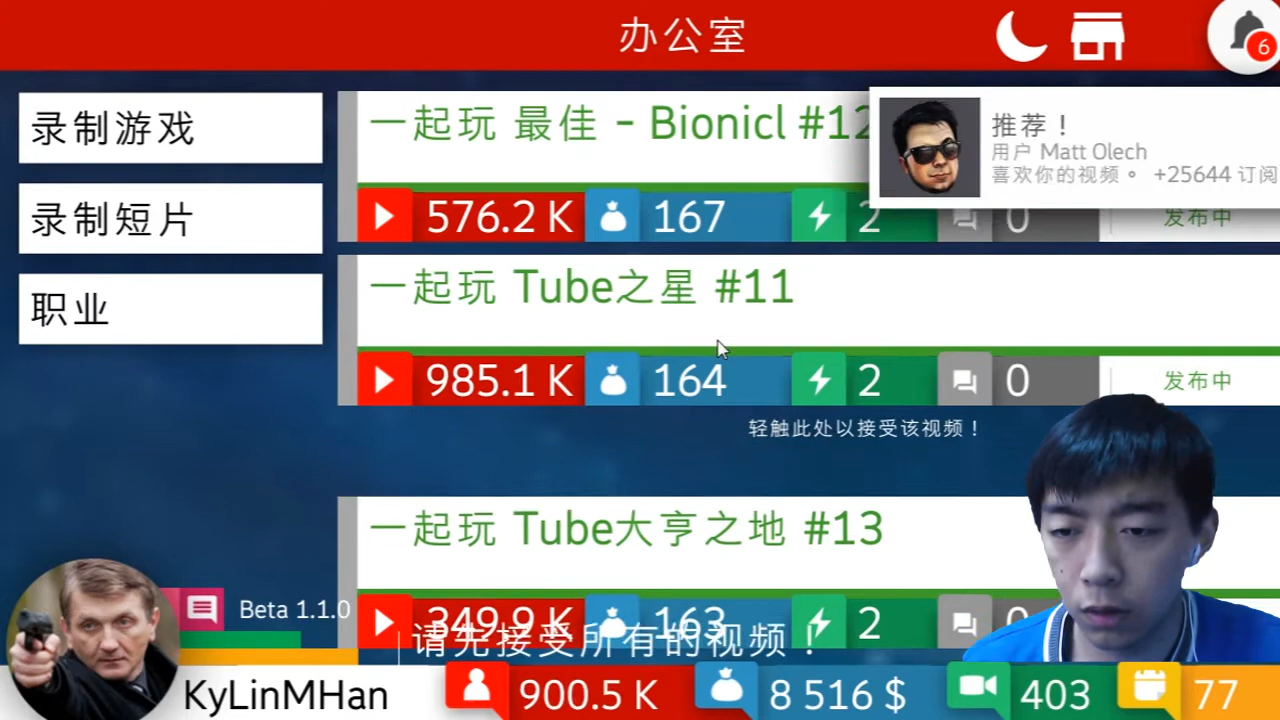 办公室
6
录制游戏
录制短片
职业
一起玩 最佳 - Bionicl #12
推荐！
用户 Matt Olech
喜欢你的视频。 +25644 订阅
576.2 K 167 2 0 发布中
一起玩 Tube之星 #11
985.1 K 164 2 0 发布中
轻触此处以接受该视频！
一起玩 Tube大亨之地 #13
Beta 1.1.0
349.9 K 163 2 0
请先接受所有的视频！
KyLinMHan
900.5 K 8 516 $ 403 77